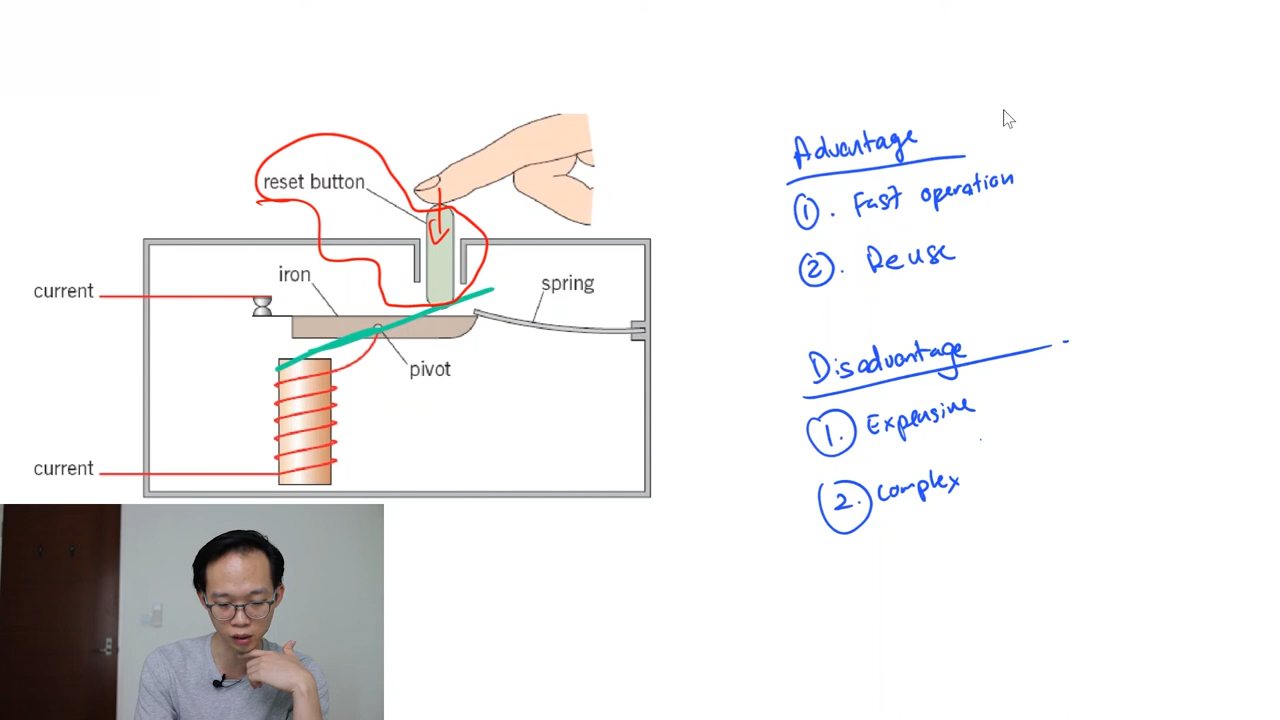 reset button
iron
current
spring
pivot
current
Advantage
1. Fast operation
2. Reuse
Disadvantage
1. Expensive
2. Complex